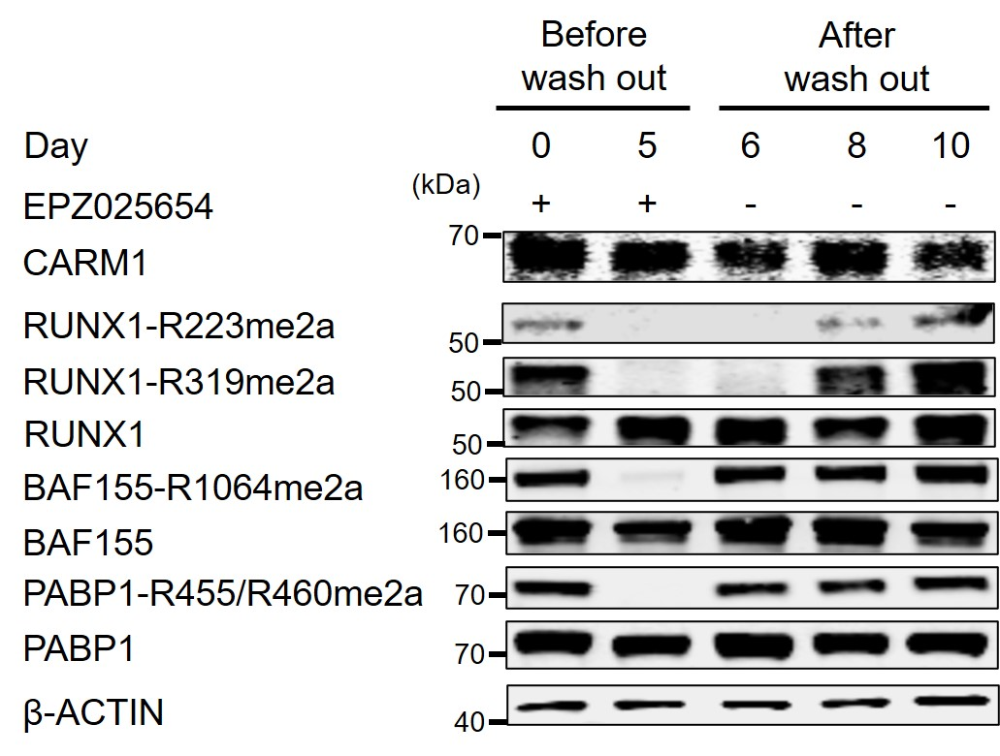 Before wash out After wash out
Day 0 5 6 8 10
(kDa)
EPZ025654 + + - - -
CARM1 70
RUNX1-R223me2a 50
RUNX1-R319me2a 50
RUNX1 50
BAF155-R1064me2a 160
BAF155 160
PABP1-R455/R460me2a 70
PABP1 70
β-ACTIN 40